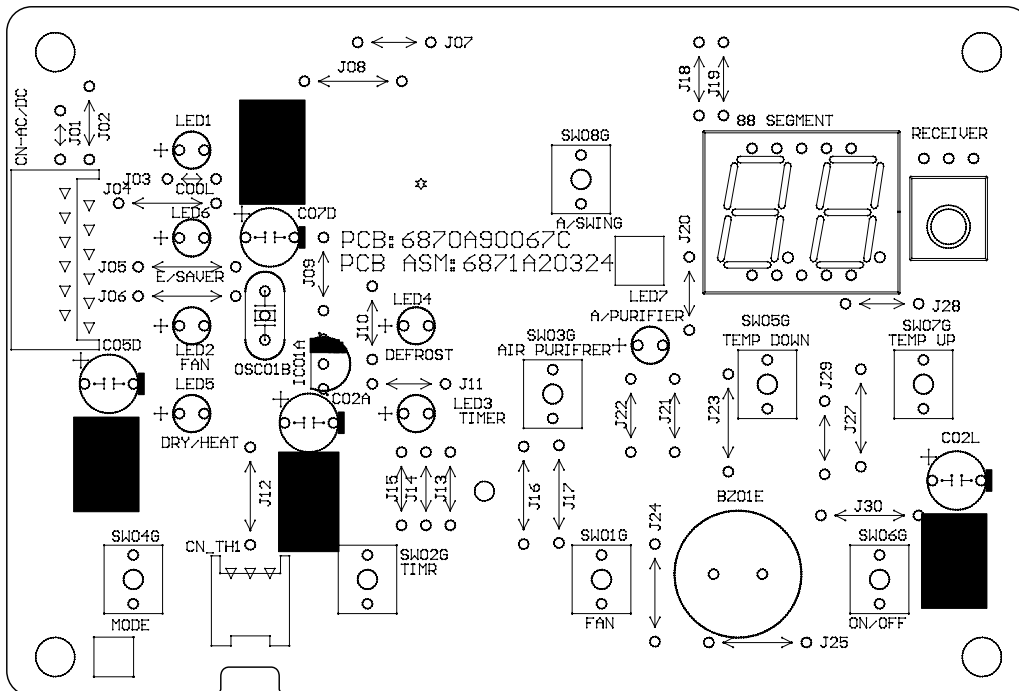 J07
J08
J18
J19
CN-AC/DC
J01
J02
LED1
SW08G
88 SEGMENT
RECEIVER
J03
COOL
J04
LED6
C07D
A/SWING
PCB:6870A90067C
PCB ASM:6871A20324
J20
J05
E/SAVER
J09
J06
LED7
A/PURIFIER
J28
J10
LED4
DEFROST
LED2
FAN
IC05D
OSC01B
IC01A
SW03G
AIR PURIFRER
SW05G
TEMP DOWN
SW07G
TEMP UP
LED5
C02A
J11
LED3
TIMER
J22
J21
J23
J29
J27
DRY/HEAT
C02L
J12
J15
J14
J13
J16
J17
BZ01E
J24
J30
SW04G
CN_TH1
SW02G
TIMR
SW01G
SW06G
MODE
FAN
ON/OFF
J25